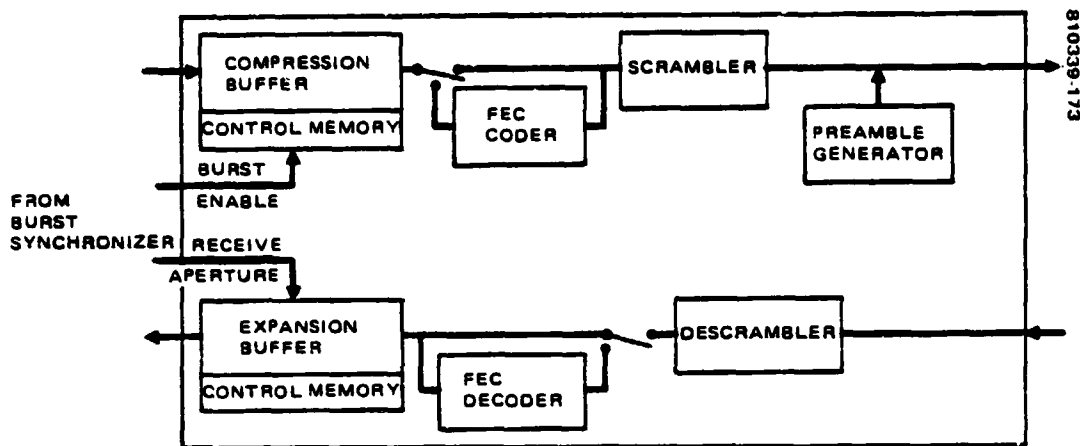 COMPRESSION
BUFFER
CONTROL MEMORY
FEC
CODER
SCRAMBLER
PREAMBLE
GENERATOR
810339-173
BURST
ENABLE
FROM
BURST
SYNCHRONIZER
RECEIVE
APERTURE
EXPANSION
BUFFER
CONTROL MEMORY
FEC
DECODER
DESCRAMBLER